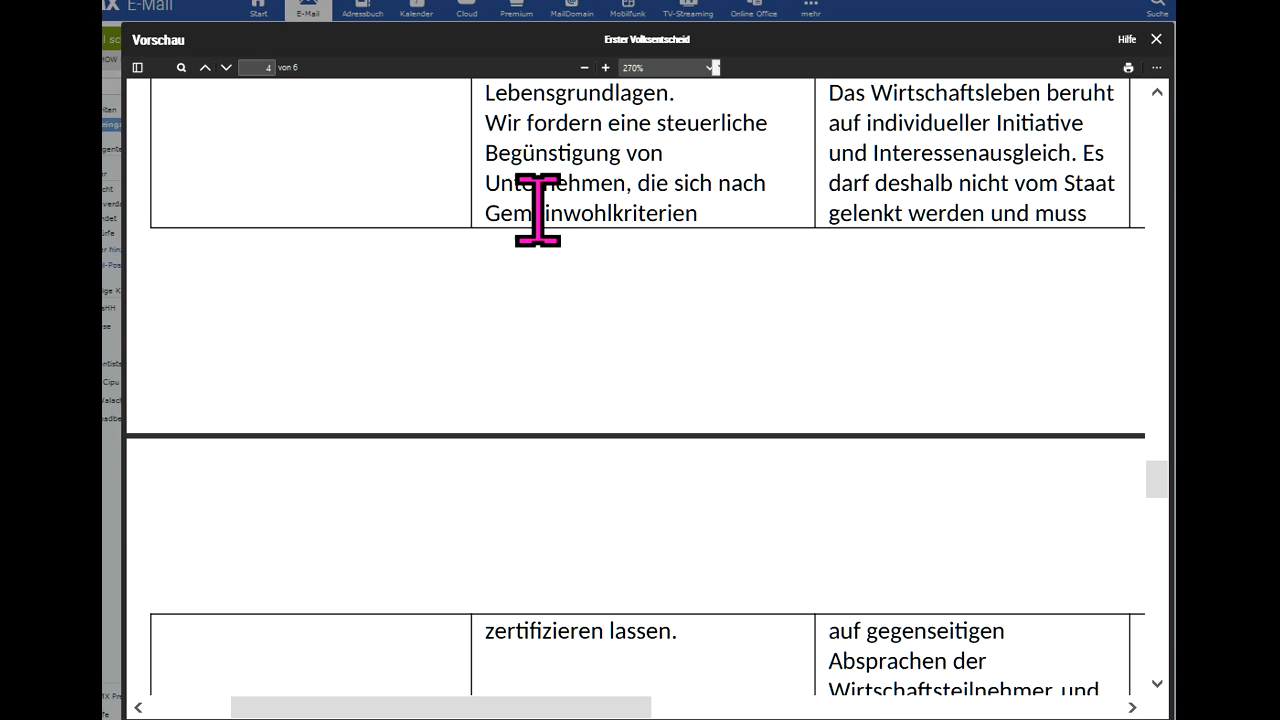 E-Mail
Start
E-Mail
Adressbuch
Kalender
Cloud
Premium
MailDomain
Mobilfunk
TV-Streaming
Online Office
mehr
Suche
Vorschau
Erster Volksentscheid
Hilfe
4 von 6
270%
Lebensgrundlagen.
Wir fordern eine steuerliche
Begünstigung von
Unternehmen, die sich nach
Gemeinwohlkriterien
Das Wirtschaftsleben beruht
auf individueller Initiative
und Interessenausgleich. Es
darf deshalb nicht vom Staat
gelenkt werden und muss
zertifizieren lassen.
auf gegenseitigen
Absprachen der
Wirtschaftsteilnehmer und